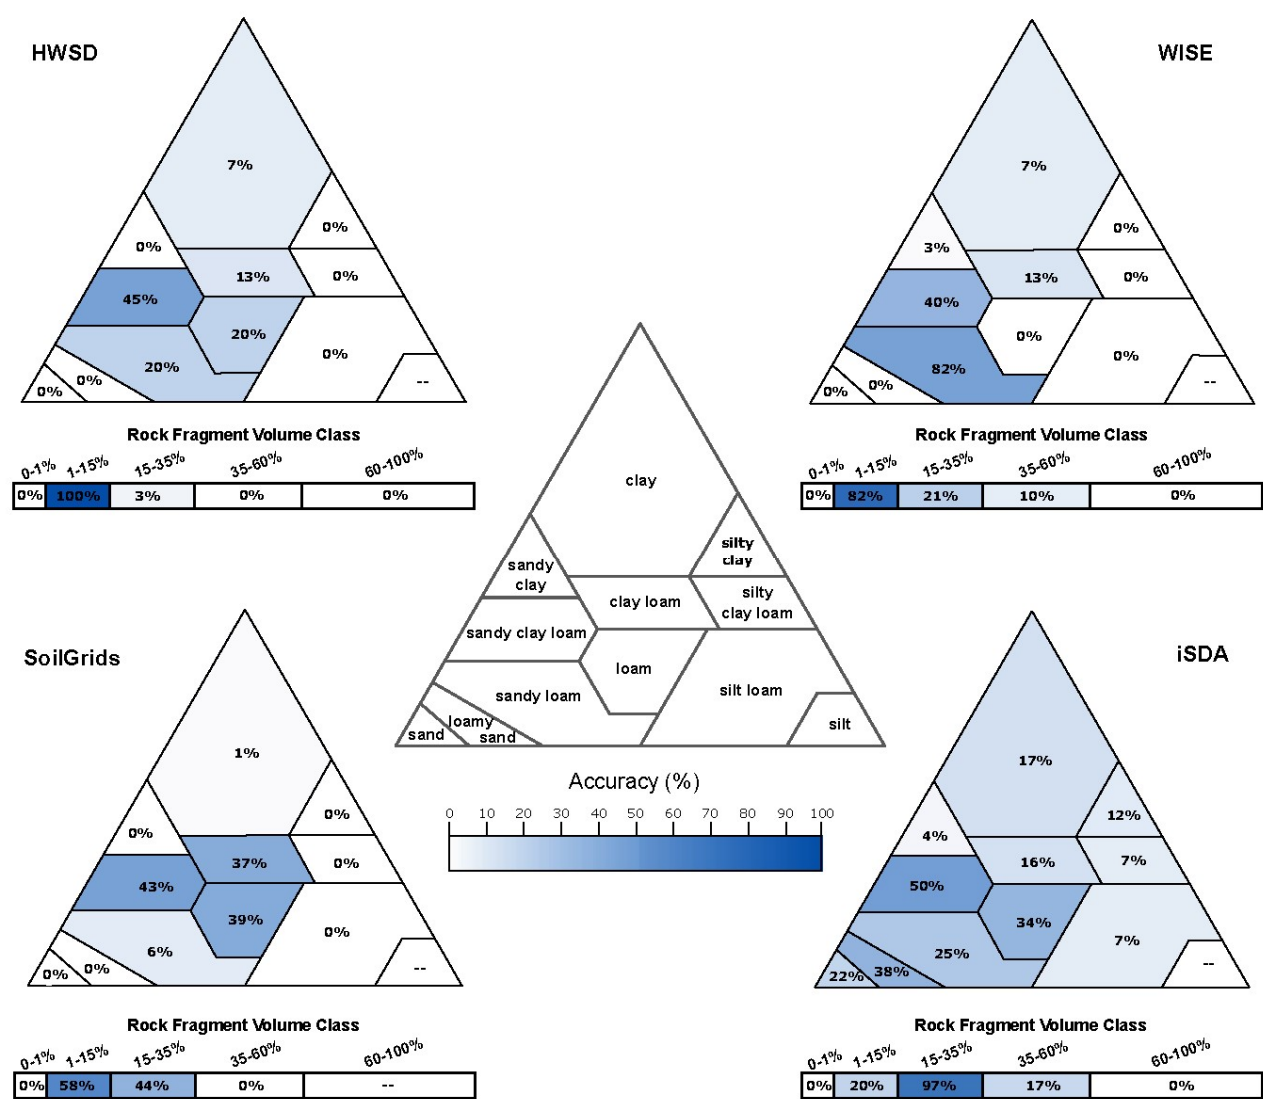 HWSD
7%
0%
0%
13%
0%
45%
20%
0%
20%
0%
0%
--
Rock Fragment Volume Class
0-1% 1-15% 15-35% 35-60% 60-100%
0% 100% 3% 0% 0%
WISE
7%
0%
3%
13%
0%
40%
0%
0%
82%
0%
0%
--
Rock Fragment Volume Class
0-1% 1-15% 15-35% 35-60% 60-100%
0% 82% 21% 10% 0%
clay
silty
clay
sandy
clay
clay loam
silty
clay loam
sandy clay loam
loam
silt loam
sandy loam
loamy
sand
sand
silt
Accuracy (%)
0 10 20 30 40 50 60 70 80 90 100
SoilGrids
1%
0%
0%
37%
0%
43%
39%
0%
6%
0%
0%
--
Rock Fragment Volume Class
0-1% 1-15% 15-35% 35-60% 60-100%
0% 58% 44% 0% --
iSDA
17%
12%
4%
16%
7%
50%
34%
7%
25%
38%
22%
--
Rock Fragment Volume Class
0-1% 1-15% 15-35% 35-60% 60-100%
0% 20% 97% 17% 0%